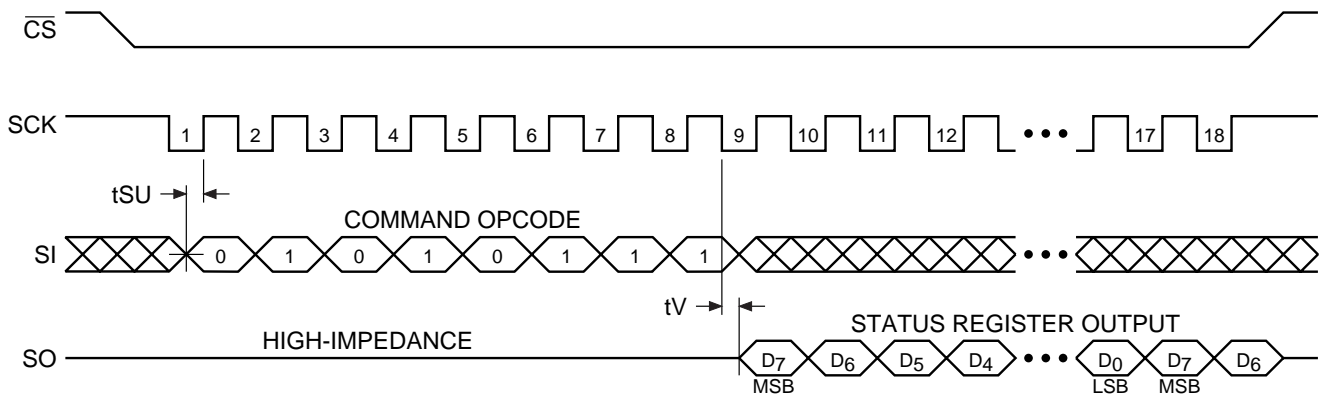 CS
SCK 1 2 3 4 5 6 7 8 9 10 11 12 17 18
tSU
COMMAND OPCODE
SI 0 1 0 1 0 1 1 1
tV
HIGH-IMPEDANCE STATUS REGISTER OUTPUT
SO D7 D6 D5 D4 D0 D7 D6
MSB LSB MSB